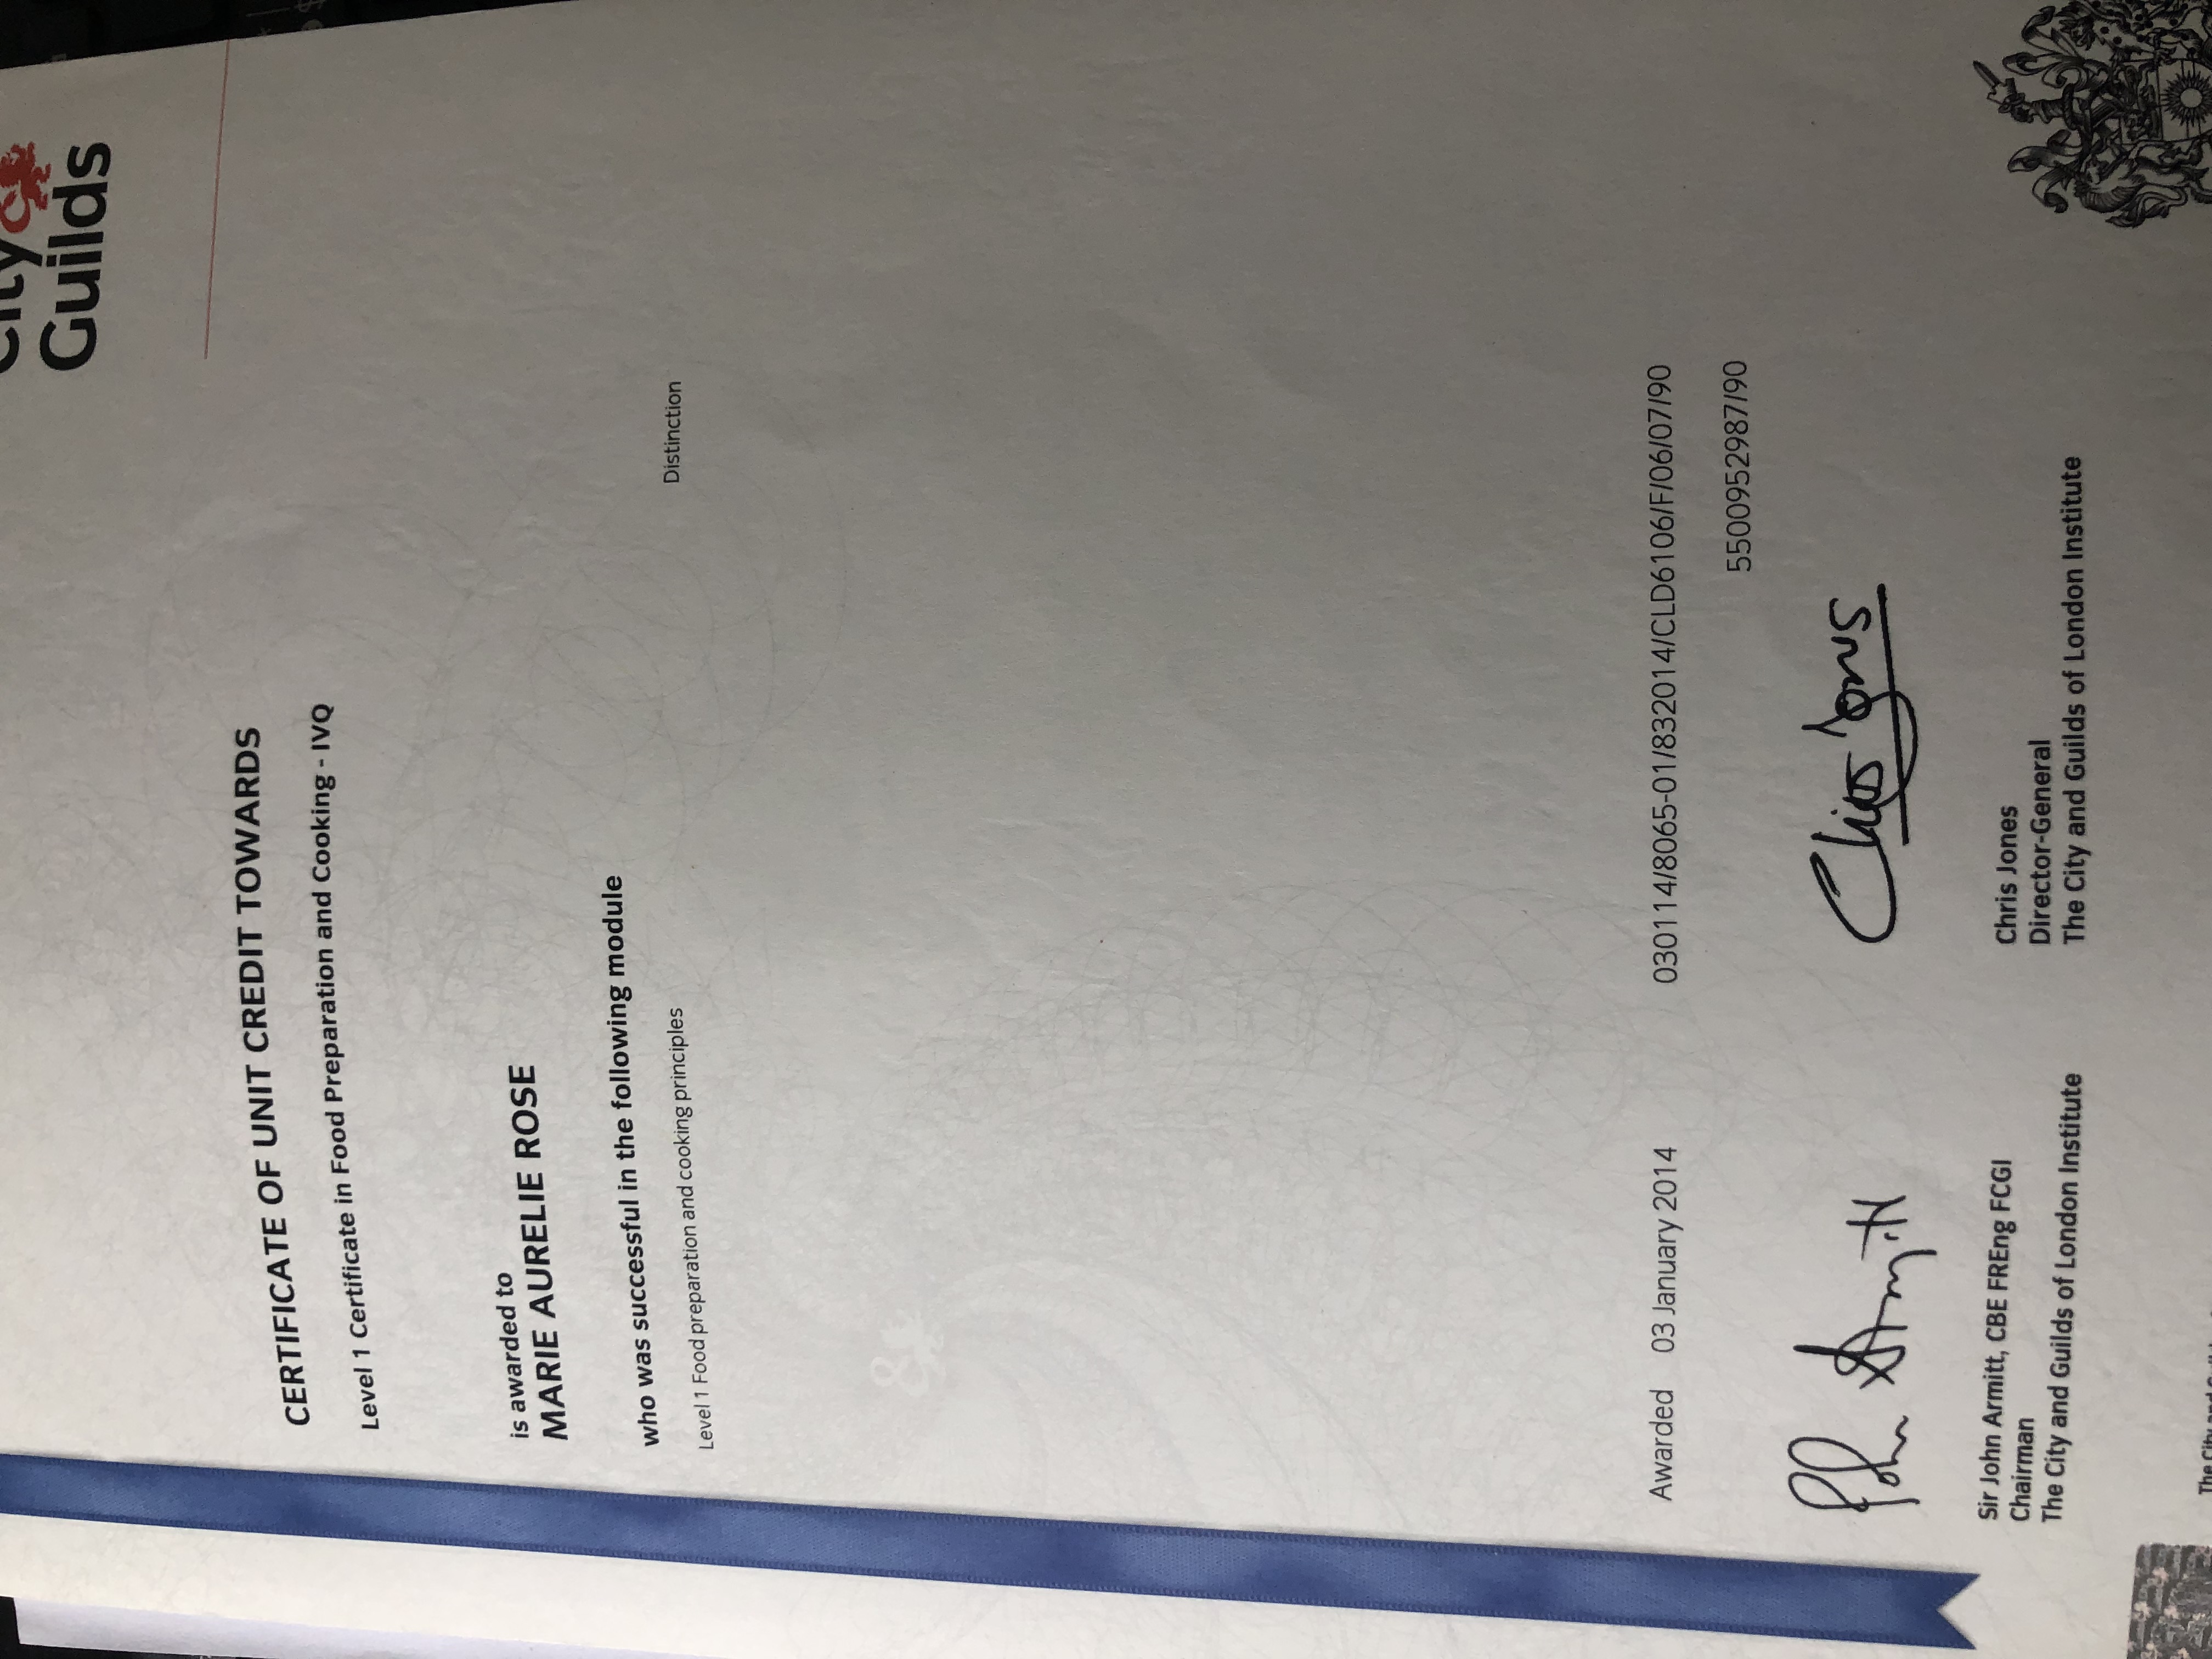 City &
Guilds
CERTIFICATE OF UNIT CREDIT TOWARDS
Level 1 Certificate in Food Preparation and Cooking - IVQ
is awarded to
MARIE AURELIE ROSE
who was successful in the following module
Level 1 Food preparation and cooking principles Distinction
&
Awarded 03 January 2014 030114/8065-01/832014/CLD6106/F/06/07/90
5500952987/90
John Armitt Chris Jones
Sir John Armitt, CBE FREng FCGI
Chairman
The City and Guilds of London Institute
Chris Jones
Director-General
The City and Guilds of London Institute
The City and